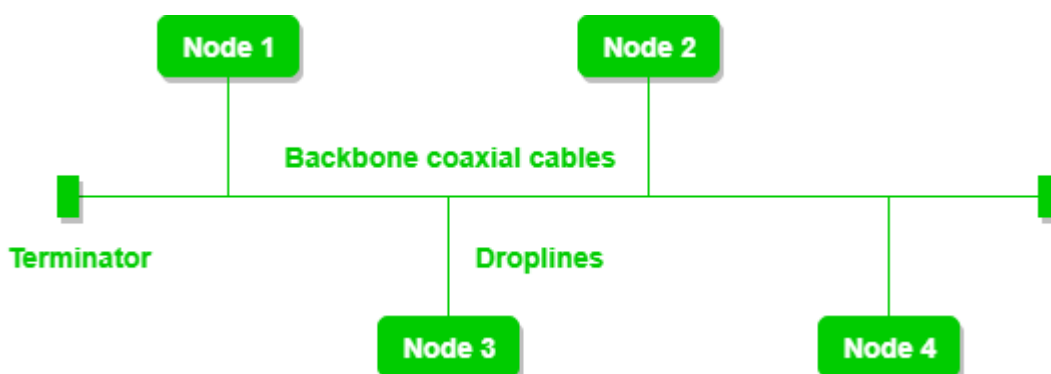 Node 1
Node 2
Backbone coaxial cables
Terminator
Droplines
Node 3
Node 4